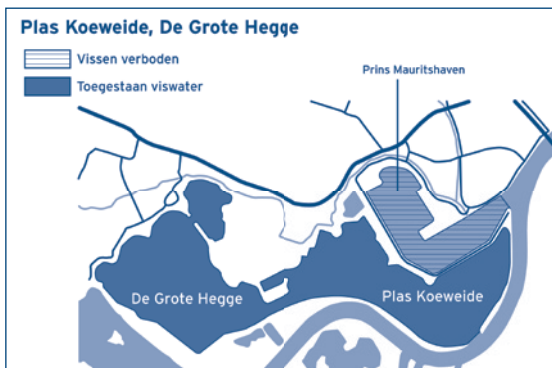 Plas Koeweide, De Grote Hegge
Vissen verboden
Toegestaan viswater
Prins Mauritshaven
De Grote Hegge
Plas Koeweide